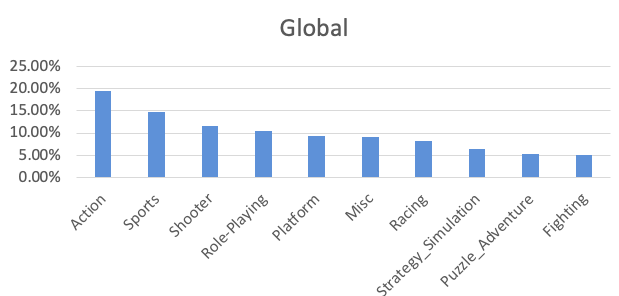 Global
25.00%
20.00%
15.00%
10.00%
5.00%
0.00%
Action
Sports
Shooter
Role-Playing
Platform
Misc
Racing
Strategy_Simulation
Puzzle_Adventure
Fighting